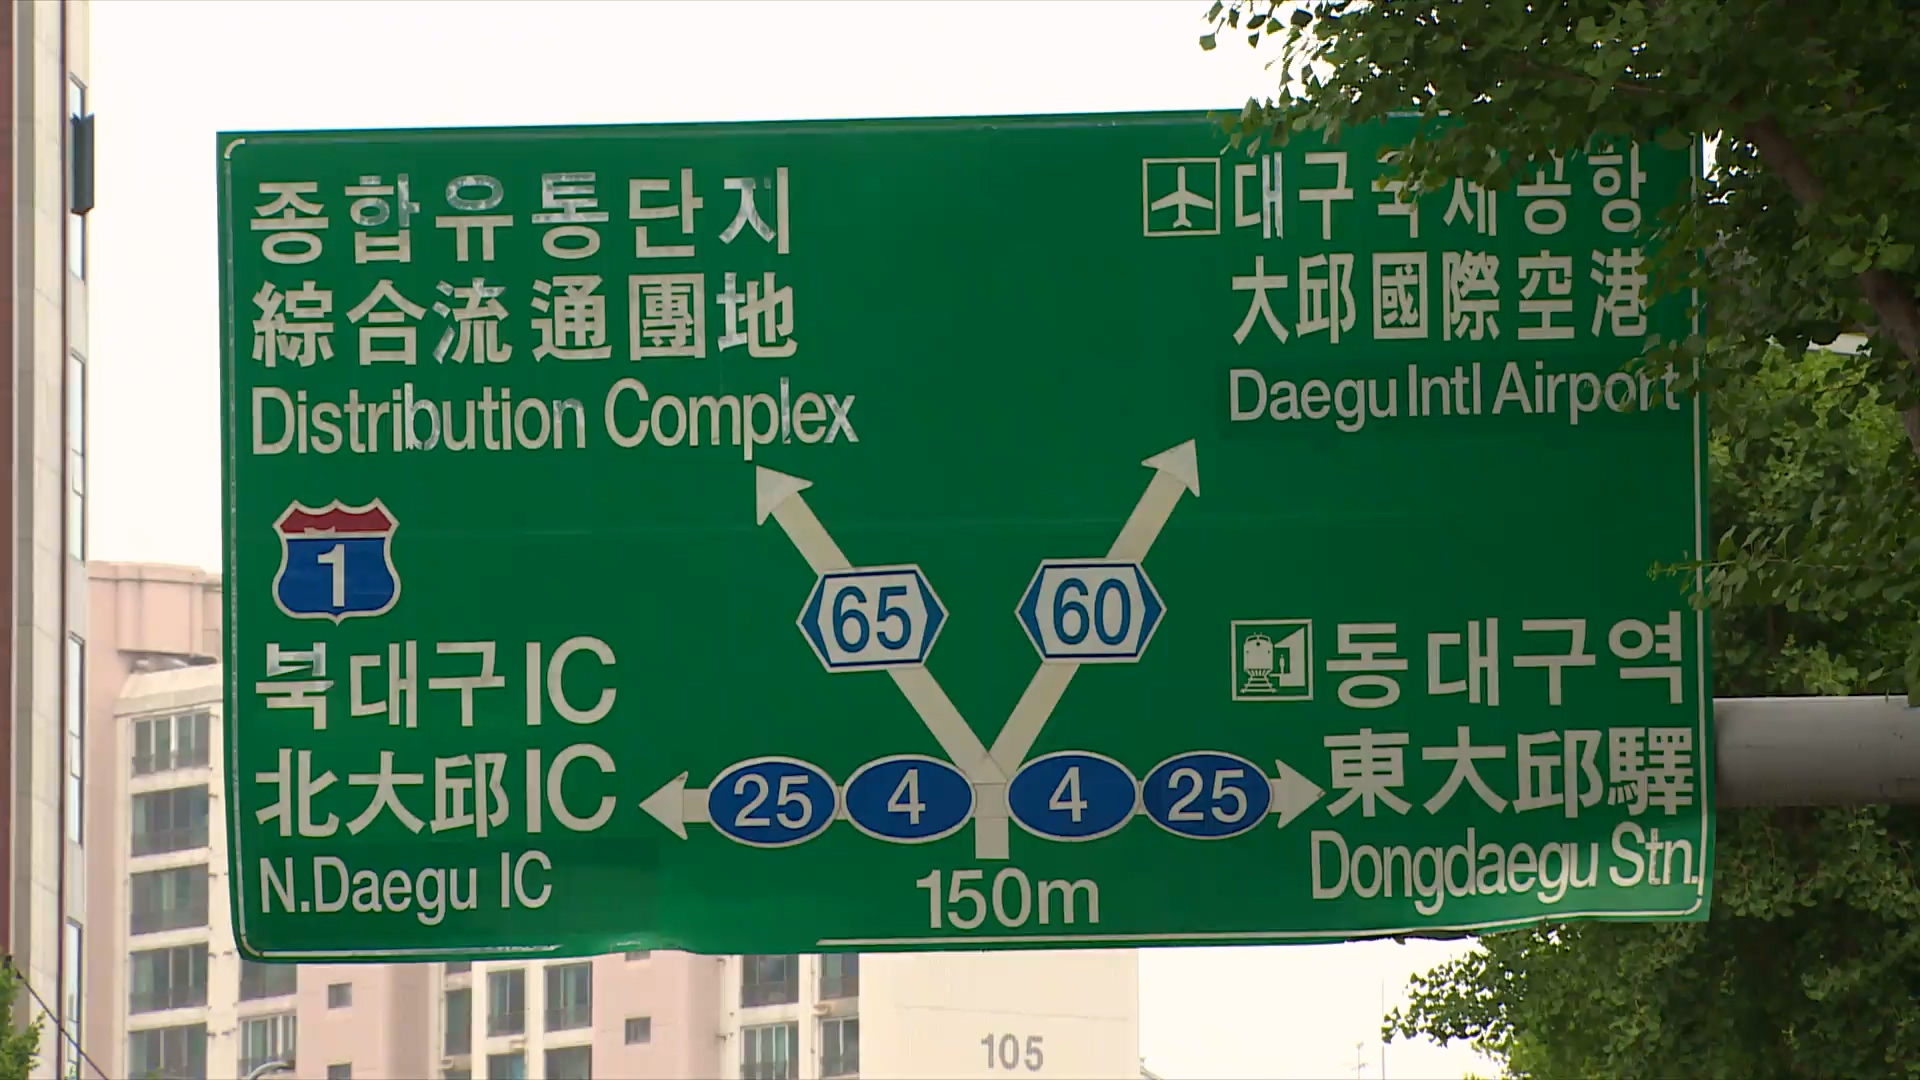 종합유통단지
綜合流通團地
Distribution Complex
대구국제공항
大邱國際空港
Daegu Intl Airport
1
65
60
북대구IC
北大邱IC
N.Daegu IC
25
4
4
25
동대구역
東大邱驛
Dongdaegu Stn.
150m
105